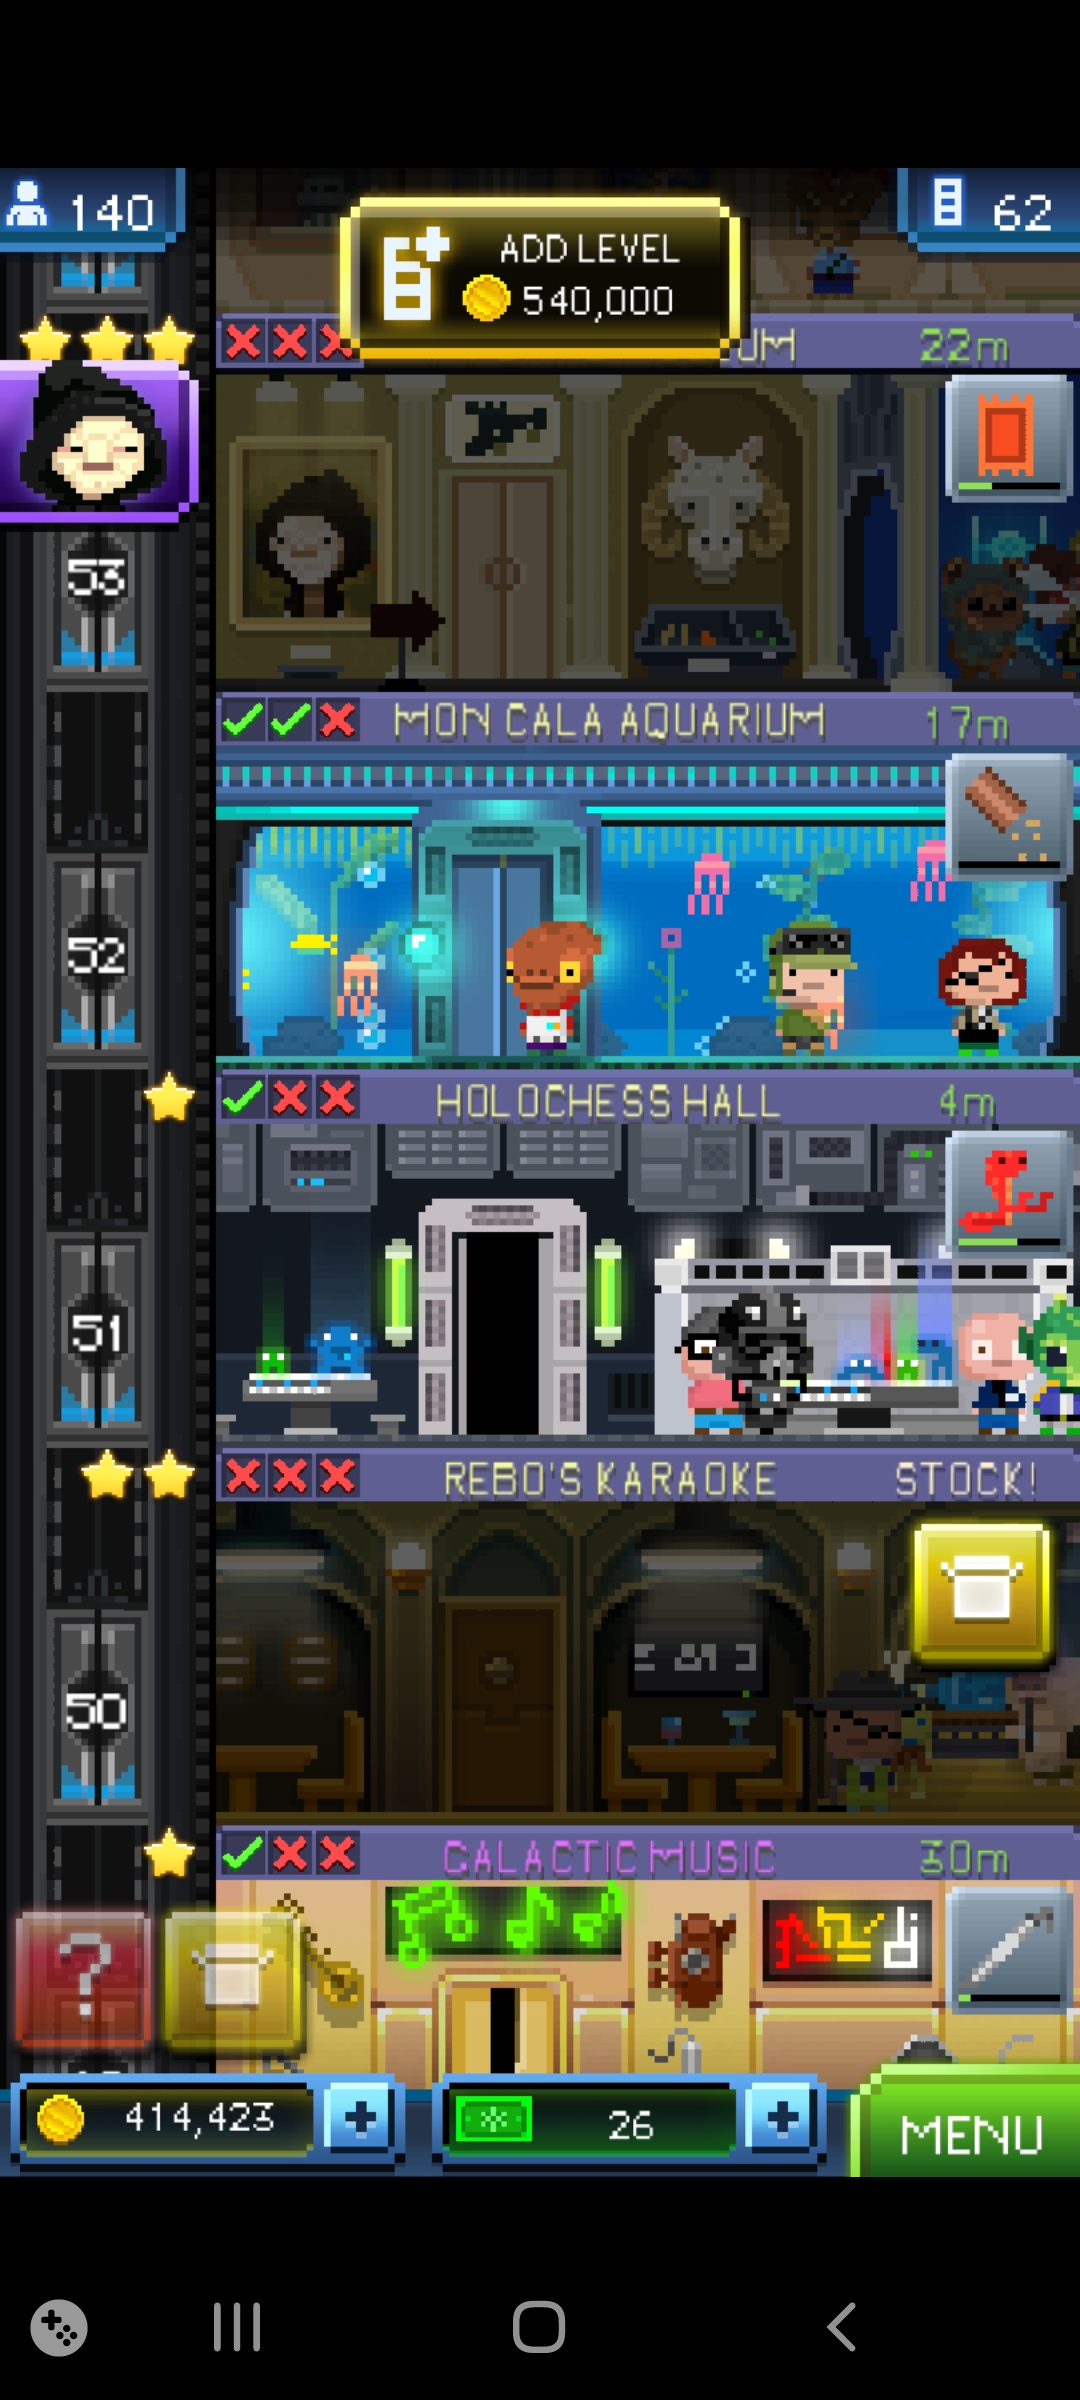 140
62
ADD LEVEL
540,000
UM 22m
53
MON CALA AQUARIUM 17m
52
HOLOCHESS HALL 4m
51
REBO'S KARAOKE STOCK!
50
GALACTIC MUSIC 30m
?
414,423
26
MENU